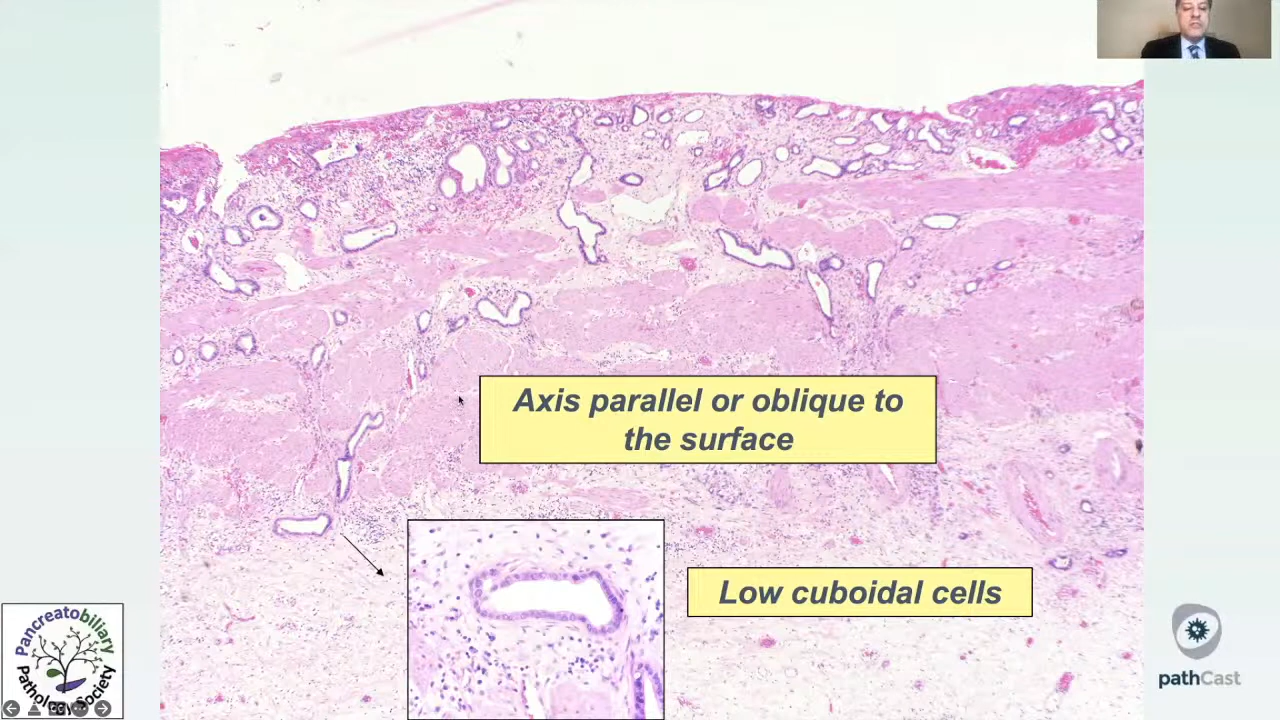 Axis parallel or oblique to
the surface
Low cuboidal cells
Pancreatobiliary
Pathology Society
pathCast